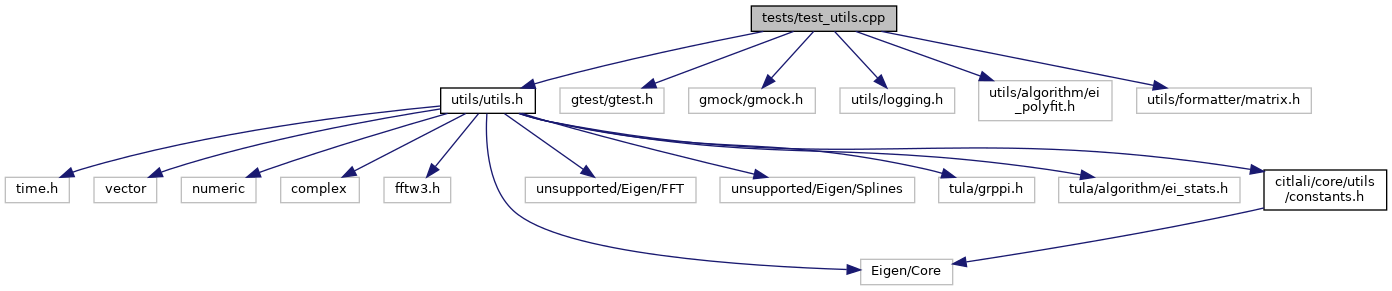 tests/test_utils.cpp
utils/utils.h
gtest/gtest.h
gmock/gmock.h
utils/logging.h
utils/algorithm/ei
_polyfit.h
utils/formatter/matrix.h
time.h
vector
numeric
complex
fftw3.h
unsupported/Eigen/FFT
unsupported/Eigen/Splines
tula/grppi.h
tula/algorithm/ei_stats.h
citlali/core/utils
/constants.h
Eigen/Core